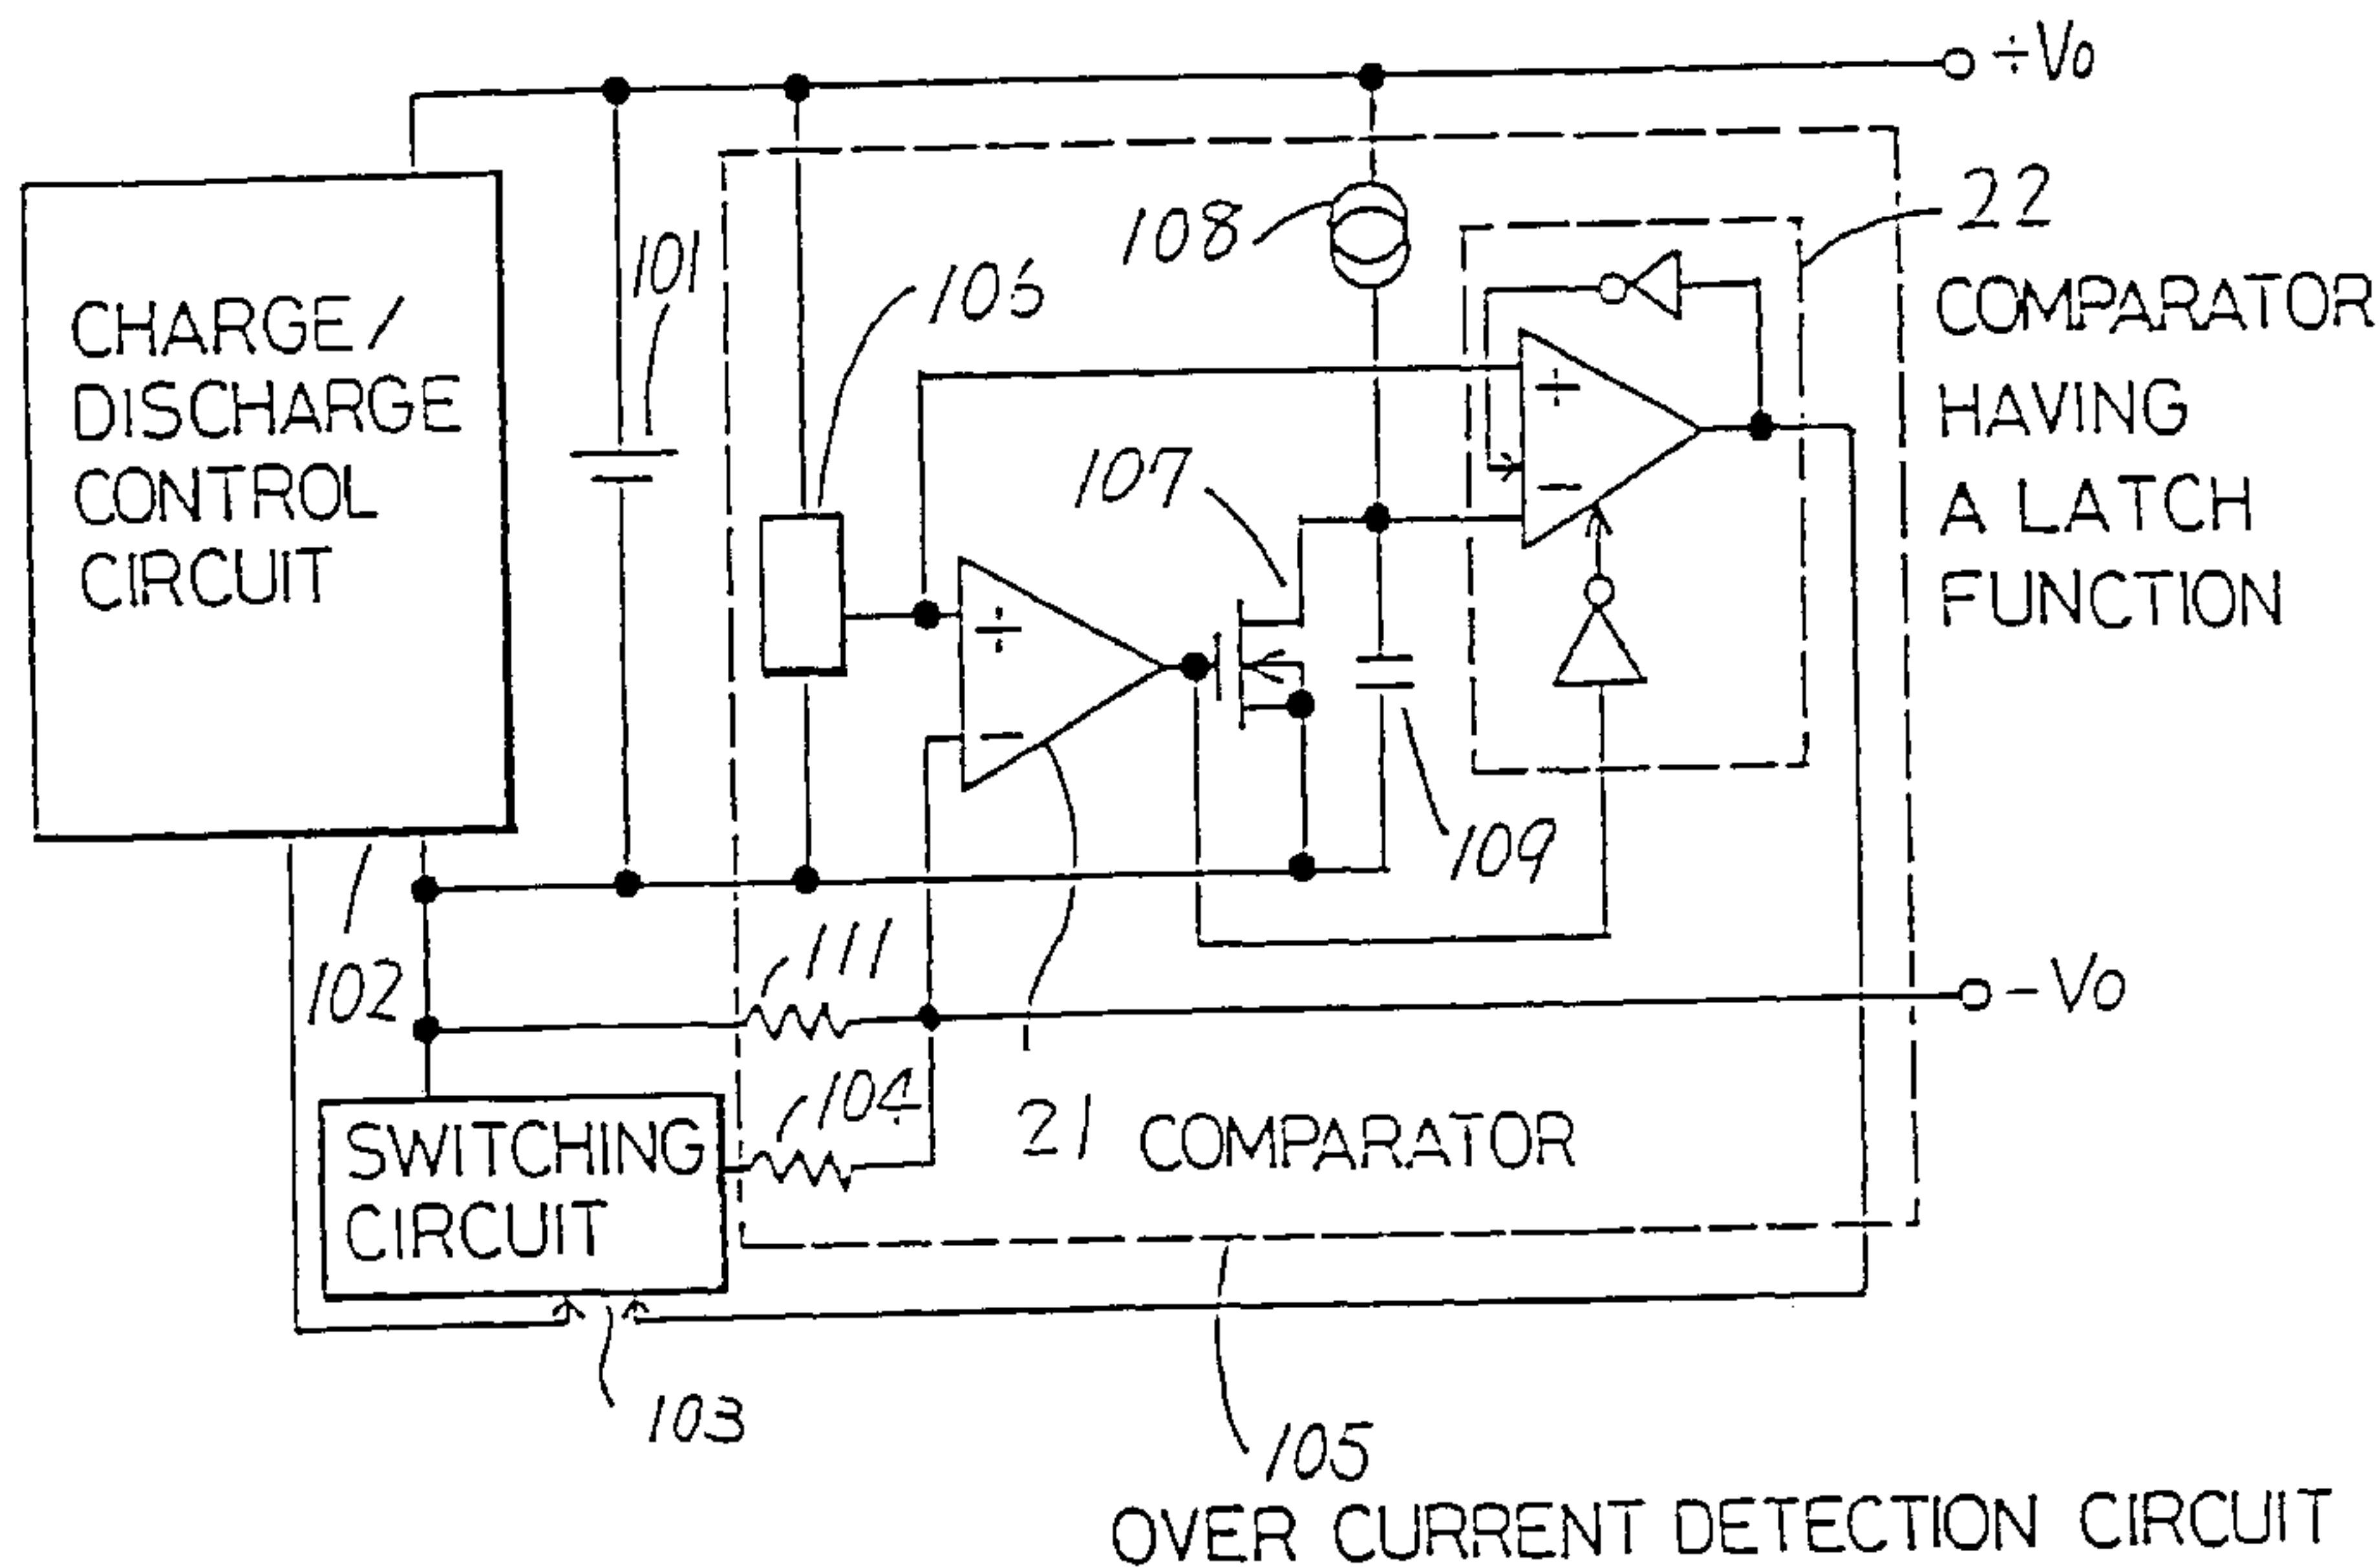 ÷Vo
108
22
101
106
CHARGE/
DISCHARGE
CONTROL
CIRCUIT
COMPARATOR
HAVING
A LATCH
FUNCTION
÷
−
107
÷
−
109
102
111
−Vo
104
21 COMPARATOR
SWITCHING
CIRCUIT
103
105
OVER CURRENT DETECTION CIRCUIT